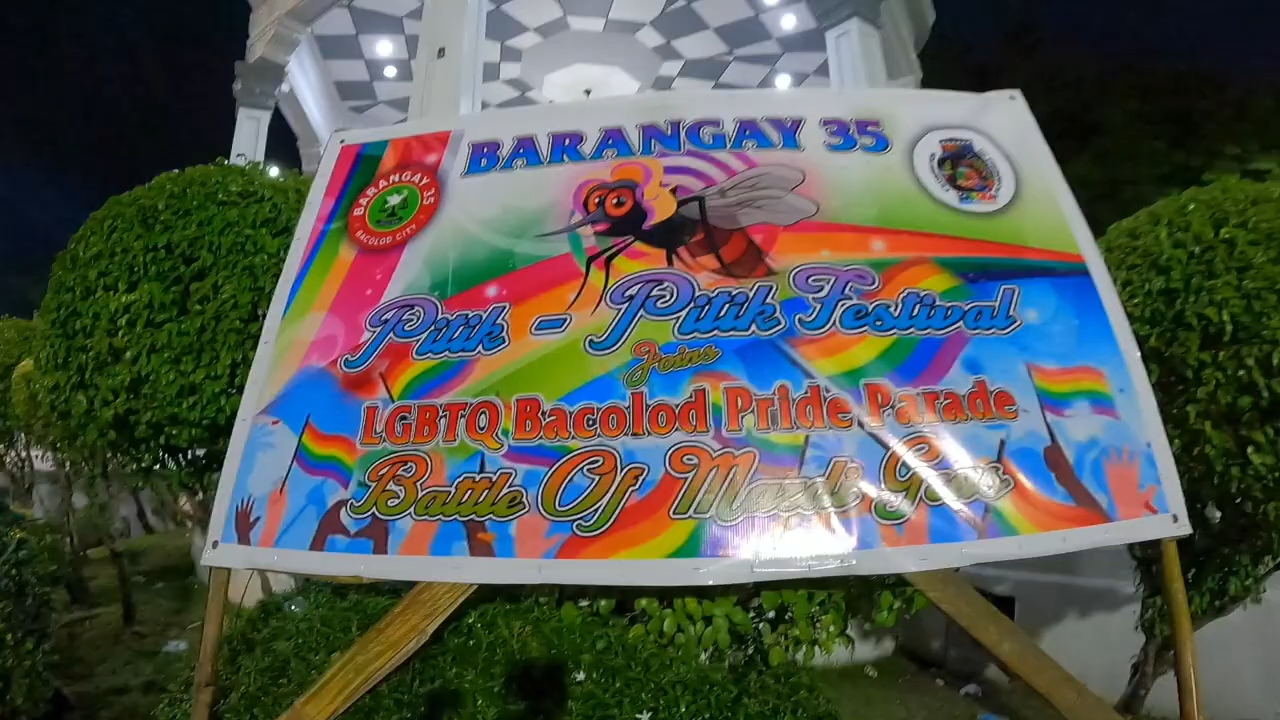 BARANGAY 35
BARANGAY 35
BACOLOD CITY
Pitik - Pitik Festival
Joins
LGBTQ Bacolod Pride Parade
Battle Of Mardi Gras